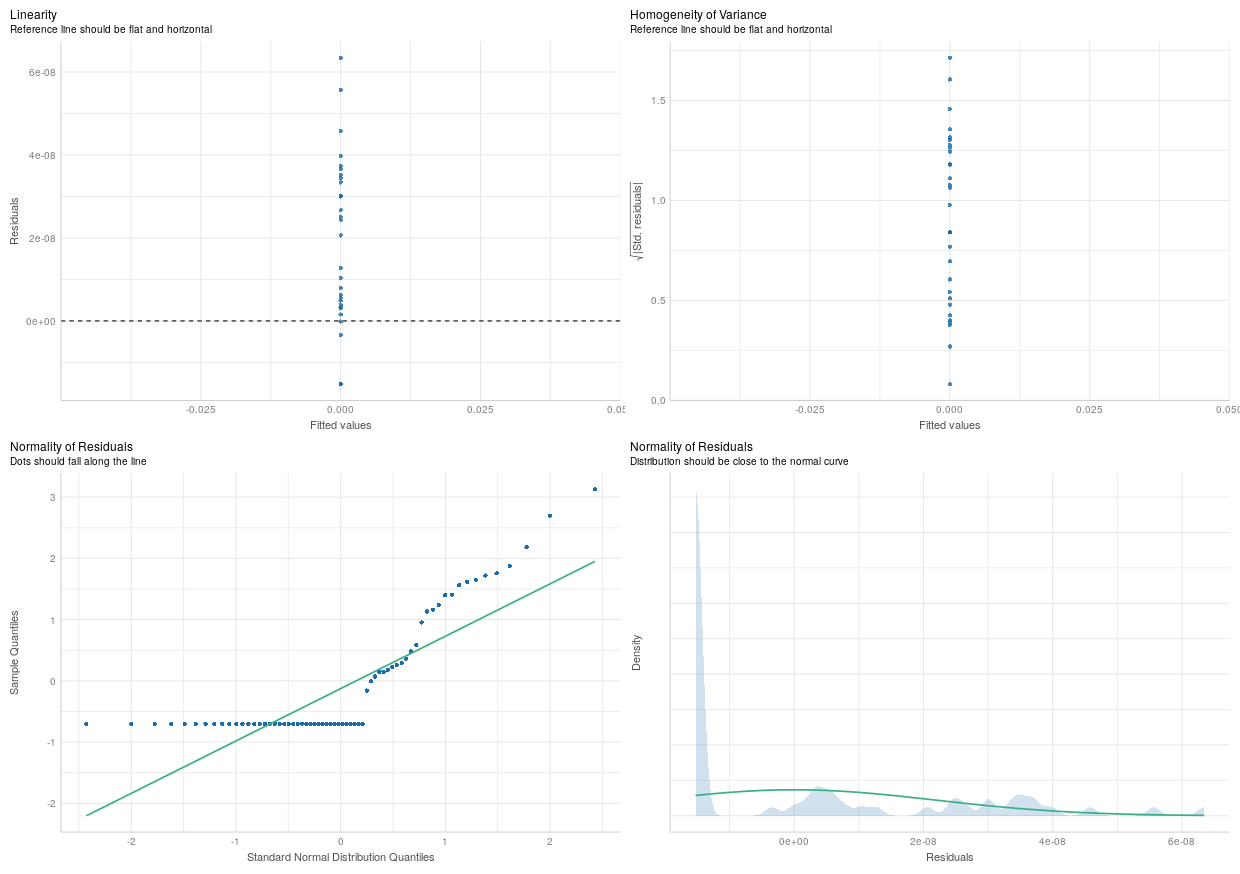 Linearity
Reference line should be flat and horizontal
6e-08
4e-08
2e-08
0e+00
Residuals
-0.025
0.000
0.025
0.05
Fitted values
Homogeneity of Variance
Reference line should be flat and horizontal
1.5
1.0
0.5
0.0
√|Std. residuals|
-0.025
0.000
0.025
0.050
Fitted values
Normality of Residuals
Dots should fall along the line
3
2
1
0
-1
-2
Sample Quantiles
-2
-1
0
1
2
Standard Normal Distribution Quantiles
Normality of Residuals
Distribution should be close to the normal curve
Density
0e+00
2e-08
4e-08
6e-08
Residuals